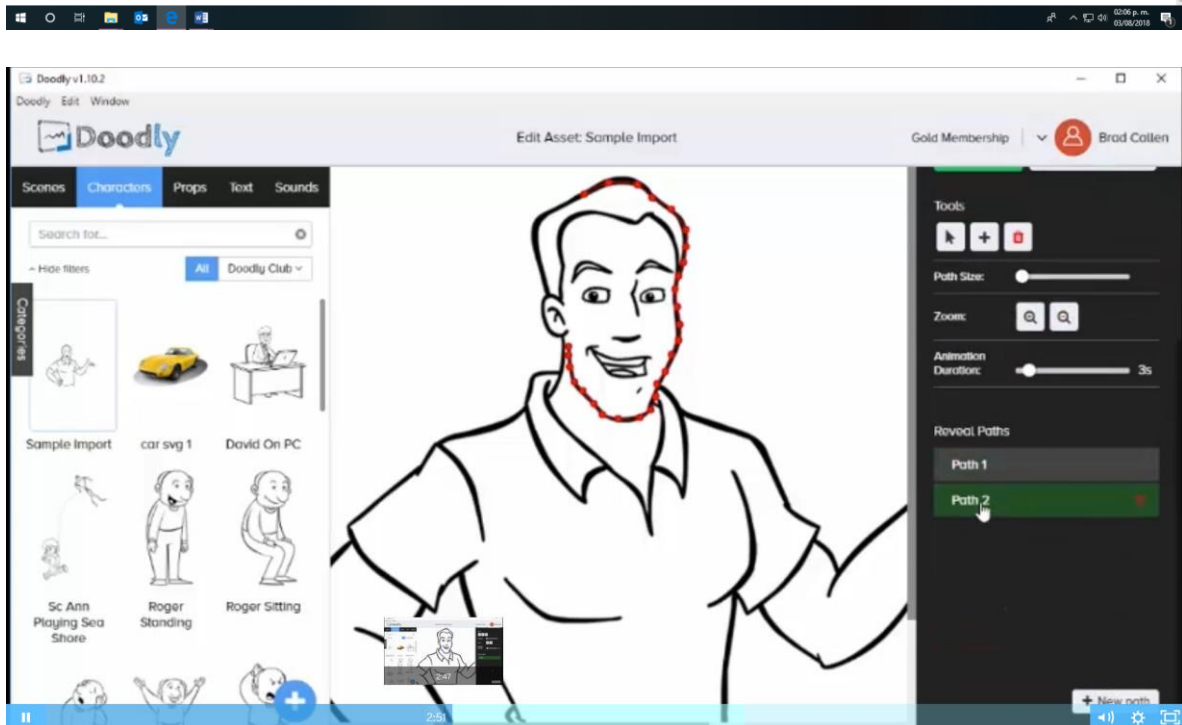 02:06 p. m.
03/08/2018
Doodly v1.10.2
Doodly Edit Window
Doodly
Edit Asset: Sample Import
Gold Membership
Brad Callen
Scenes Characters Props Text Sounds
Search for...
Hide filters
All Doodly Club
Categories
Sample Import
car svg 1
David On PC
Sc Ann
Playing Sea
Shore
Roger
Standing
Roger Sitting
Tools
Path Size:
Zoom:
Animation
Duration:
3s
Reveal Paths
Path 1
Path 2
+ New path
2:47
2:51